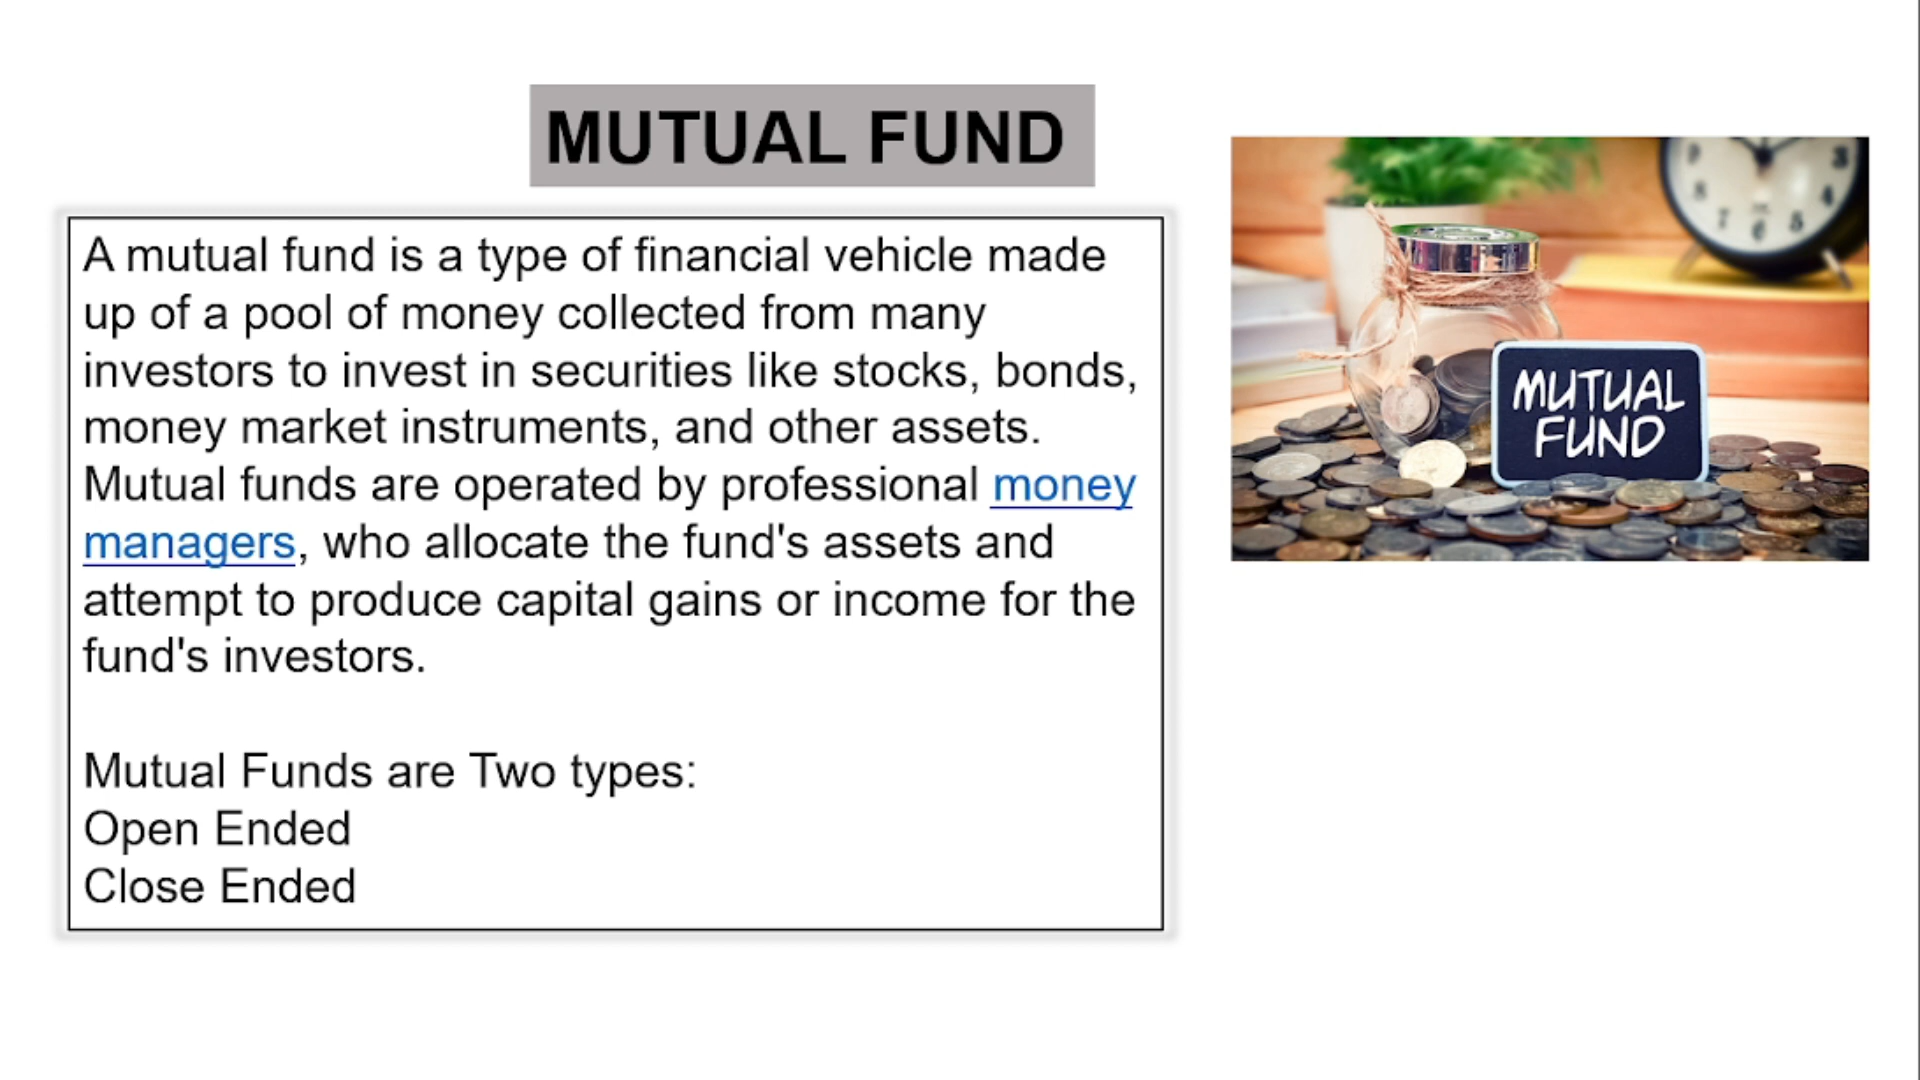 MUTUAL FUND
A mutual fund is a type of financial vehicle made
up of a pool of money collected from many
investors to invest in securities like stocks, bonds,
money market instruments, and other assets.
Mutual funds are operated by professional money
managers, who allocate the fund's assets and
attempt to produce capital gains or income for the
fund's investors.
Mutual Funds are Two types:
Open Ended
Close Ended
MUTUAL
FUND